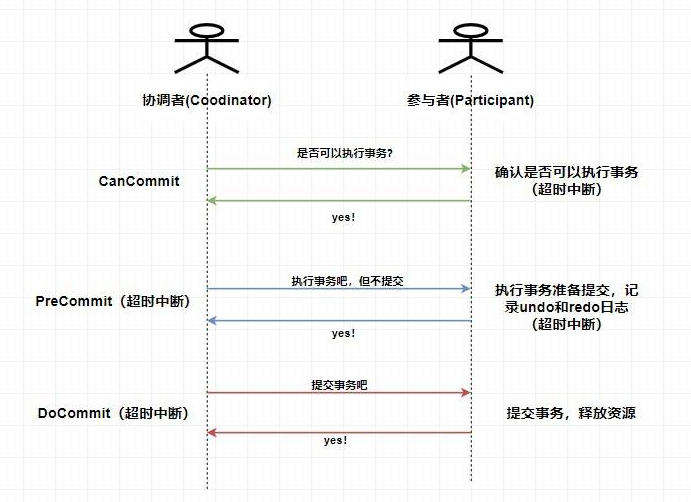 协调者(Coodinator)
参与者(Participant)
是否可以执行事务?
CanCommit
确认是否可以执行事务
(超时中断)
yes!
执行事务吧，但不提交
PreCommit（超时中断）
执行事务准备提交，记
录undo和redo日志
(超时中断)
yes!
提交事务吧
DoCommit（超时中断）
提交事务，释放资源
yes!